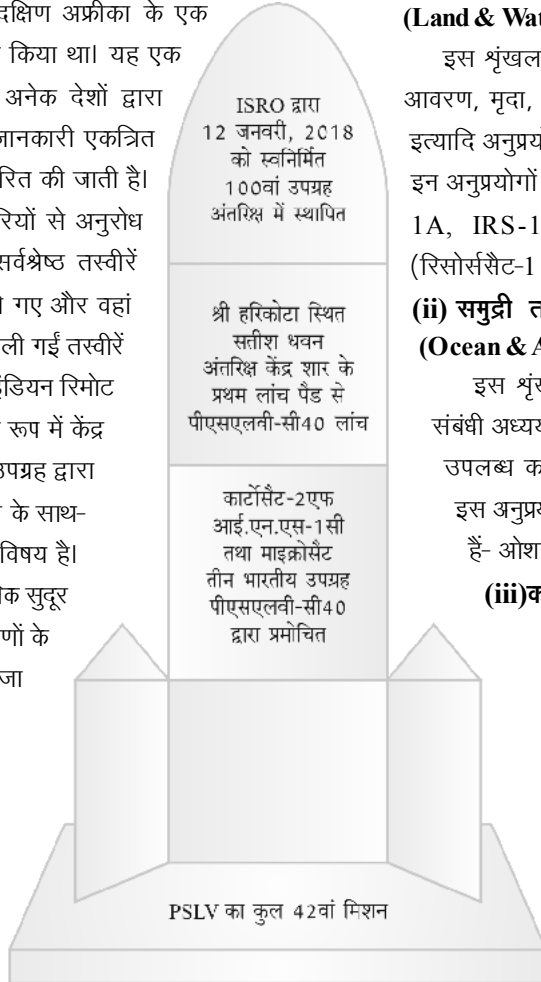 दक्षिण अफ्रीका के एक
किया था। यह एक
अनेक देशों द्वारा
जानकारी एकत्रित
रित की जाती है।
रियों से अनुरोध
सर्वश्रेष्ठ तस्वीरें
गए और वहां
ली गईं तस्वीरें
इंडियन रिमोट
रूप में केंद्र
उपग्रह द्वारा
के साथ-
विषय है।
क सुदूर
णों के
जा
ISRO द्वारा
12 जनवरी, 2018
को स्वनिर्मित
100वां उपग्रह
अंतरिक्ष में स्थापित
श्री हरिकोटा स्थित
सतीश धवन
अंतरिक्ष केंद्र शार के
प्रथम लांच पैड से
पीएसएलवी-सी40 लांच
कार्टोसैट-2एफ
आई.एन.एस-1सी
तथा माइक्रोसैट
तीन भारतीय उपग्रह
पीएसएलवी-सी40
द्वारा प्रमोचित
PSLV का कुल 42वां मिशन
(Land & Wat
इस शृंखल
आवरण, मृदा,
इत्यादि अनुप्रयो
इन अनुप्रयोगों
1A, IRS-1
(रिसोर्ससैट-1
(ii) समुद्री त
(Ocean & A
इस शृंख
संबंधी अध्यय
उपलब्ध क
इस अनुप्रय
हैं- ओश
(iii)क